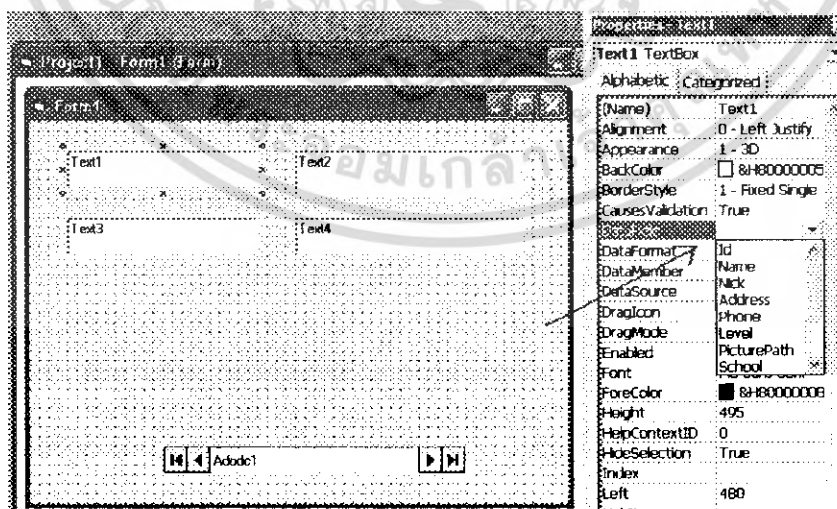 Project1 - Form1 (Form)
Form1
Text1
Text2
Text3
Text4
Adodc1
Properties - Text1
Text1 TextBox
Alphabetic Categorized
(Name) Text1
Alignment 0 - Left Justify
Appearance 1 - 3D
BackColor &H80000005
BorderStyle 1 - Fixed Single
CausesValidation True
DataFormat
DataMember
DataSource
DragIcon
DragMode
Enabled
Font
Id
Name
Nick
Address
Phone
Level
PicturePath
School
ForeColor &H80000008
Height 495
HelpContextID 0
HideSelection True
Index
Left 480